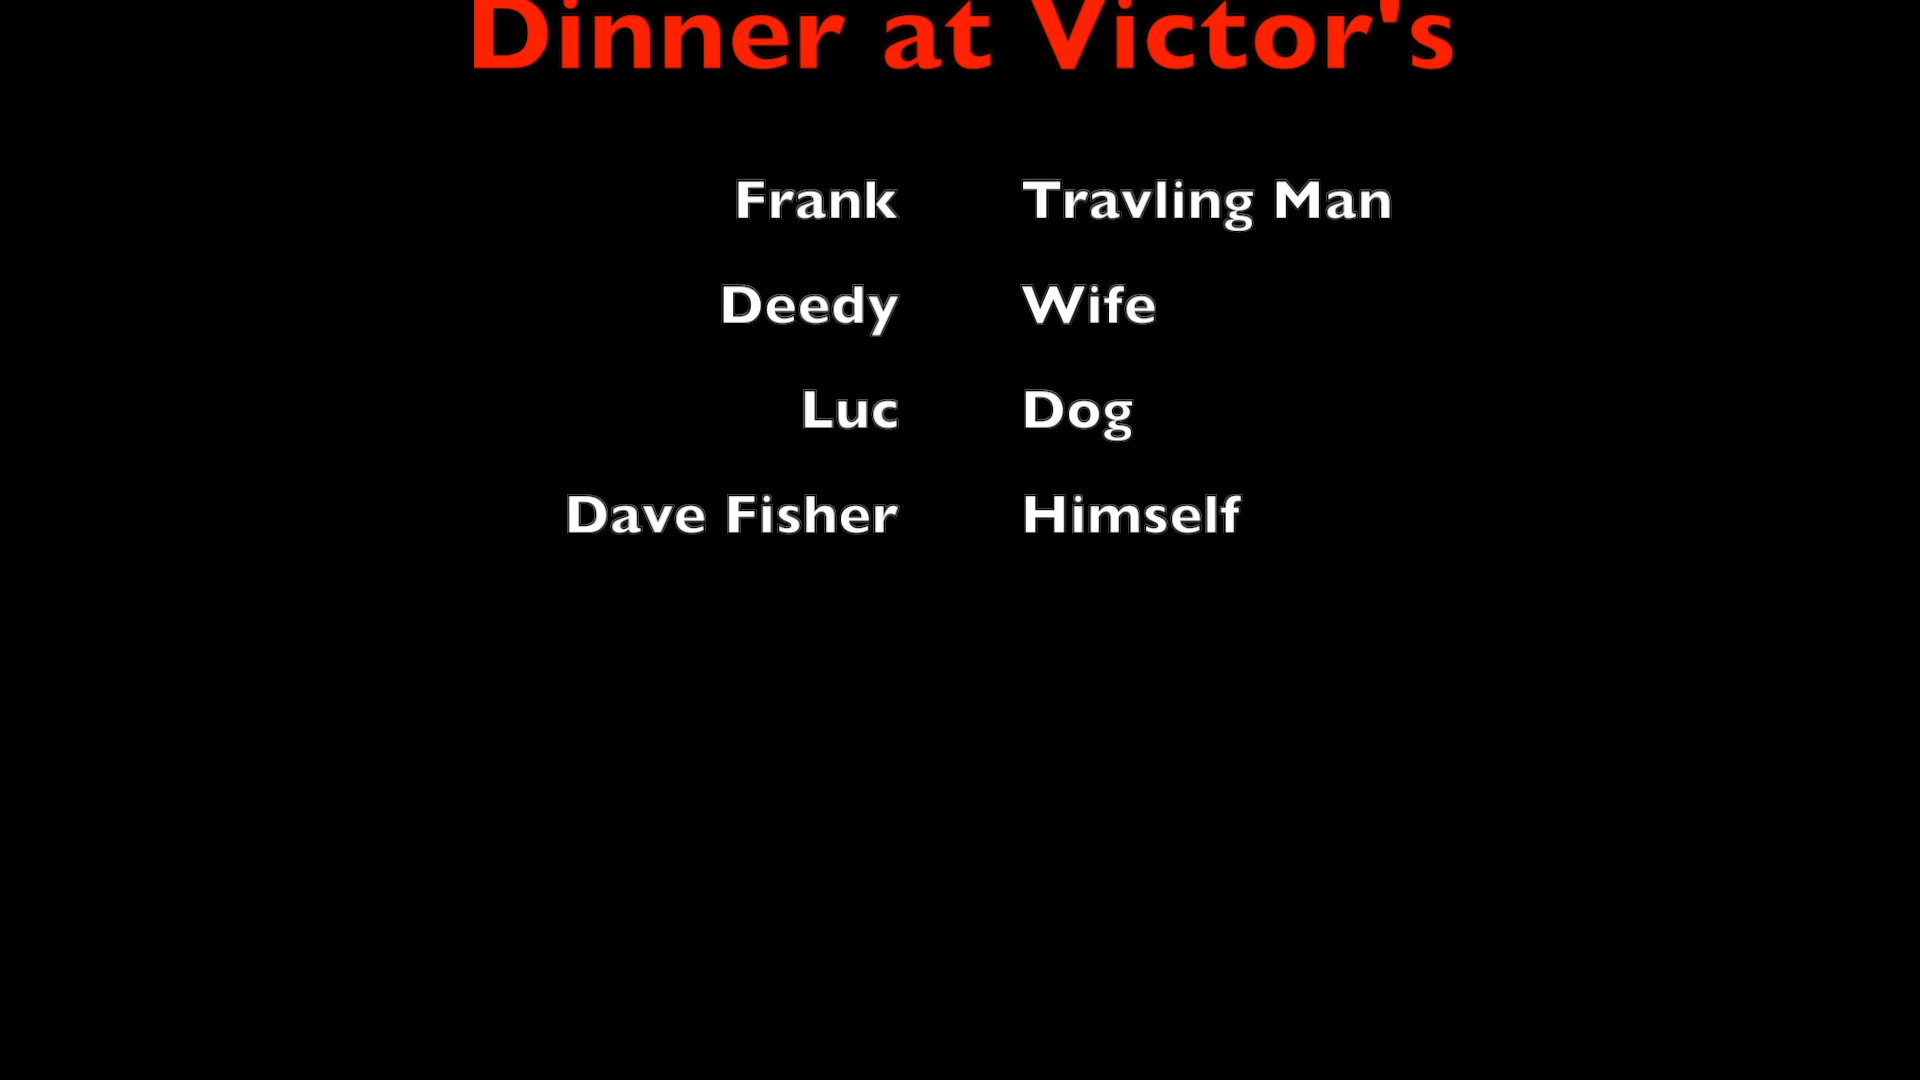 Dinner at Victor's
Frank Travling Man
Deedy Wife
Luc Dog
Dave Fisher Himself